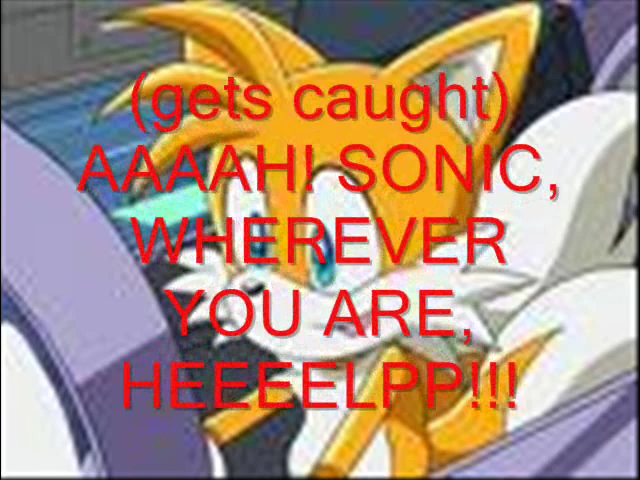 (gets caught)
AAAAH! SONIC,
WHEREVER
YOU ARE,
HEEEELPP!!!